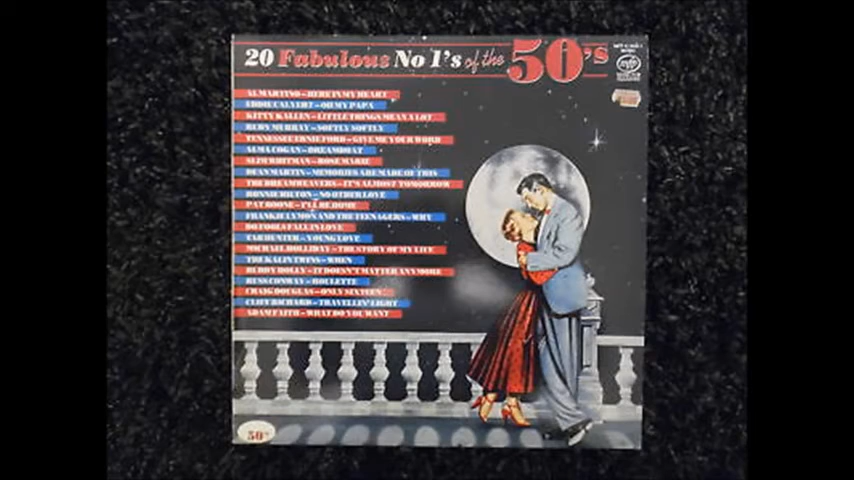 20 Fabulous No 1's of the 50's
mfp
AL MARTINO – HERE IN MY HEART
EDDIE CALVERT – OH MY PAPA
KITTY KALLEN – LITTLE THINGS MEAN A LOT
RUBY MURRAY – SOFTLY SOFTLY
TENNESSEE ERNIE FORD – GIVE ME YOUR WORD
ALMA COGAN – DREAMBOAT
SLIM WHITMAN – ROSE MARIE
DEAN MARTIN – MEMORIES ARE MADE OF THIS
THE DREAMWEAVERS – IT'S ALMOST TOMORROW
RONNIE HILTON – NO OTHER LOVE
PAT BOONE – I'LL BE HOME
FRANKIE LYMON AND THE TEENAGERS – WHY
DO FOOLS FALL IN LOVE
TAB HUNTER – YOUNG LOVE
MICHAEL HOLLIDAY – THE STORY OF MY LIFE
THE KALIN TWINS – WHEN
BUDDY HOLLY – IT DOESN'T MATTER ANYMORE
RUSS CONWAY – ROULETTE
CRAIG DOUGLAS – ONLY SIXTEEN
CLIFF RICHARD – TRAVELLIN' LIGHT
ADAM FAITH – WHAT DO YOU WANT
50